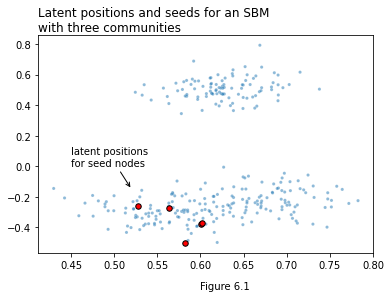 Latent positions and seeds for an SBM
with three communities
0.8
0.6
0.4
0.2
0.0
−0.2
−0.4
latent positions
for seed nodes
0.45 0.50 0.55 0.60 0.65 0.70 0.75 0.80
Figure 6.1